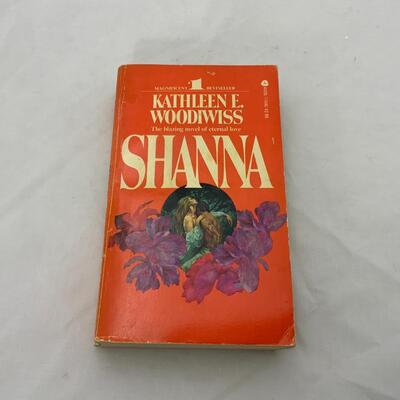 MAGNIFICENT 1 BESTSELLER
KATHLEEN E.
WOODIWISS
The blazing novel of eternal love
SHANNA